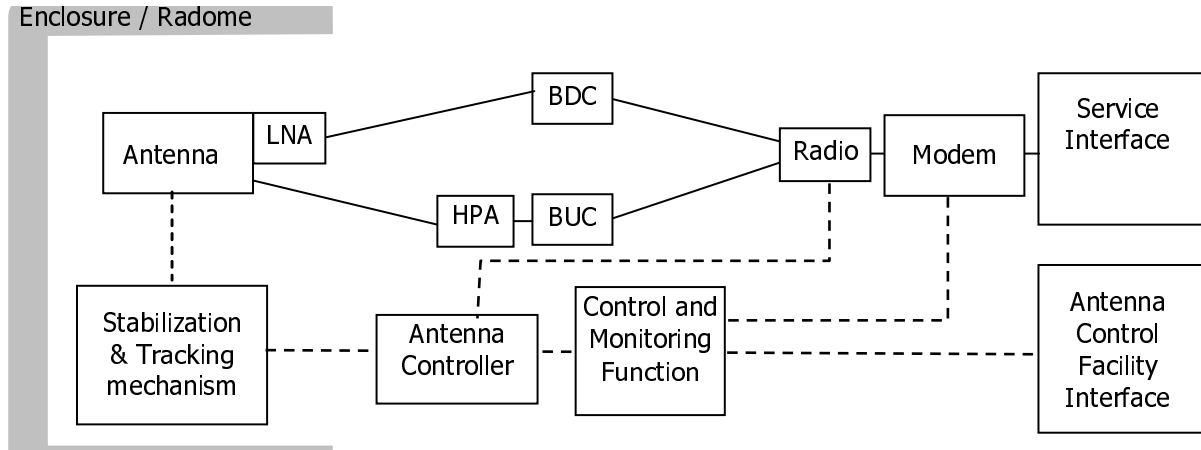 Enclosure / Radome
BDC
Service
Interface
LNA
Antenna
Radio
Modem
HPA
BUC
Stabilization
& Tracking
mechanism
Antenna
Controller
Control and
Monitoring
Function
Antenna
Control
Facility
Interface